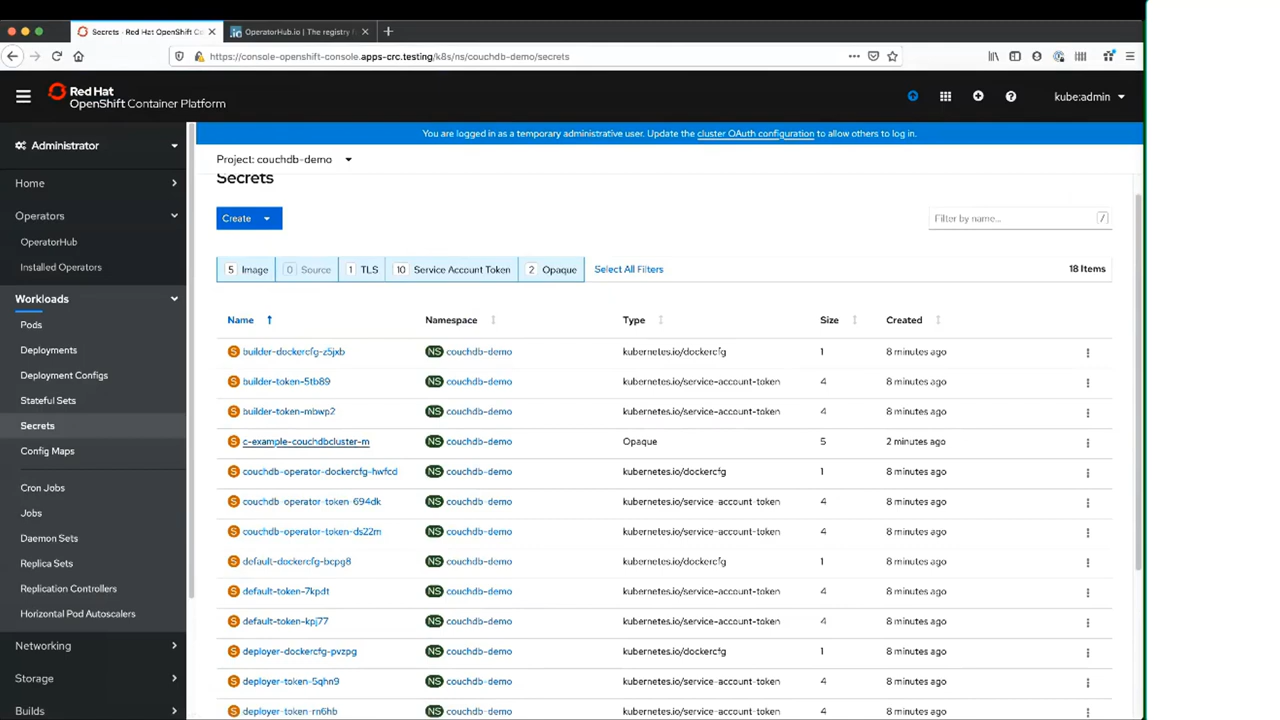 Secrets · Red Hat OpenShift Co
OperatorHub.io | The registry f
https://console-openshift-console.apps-crc.testing/k8s/ns/couchdb-demo/secrets
Red Hat
OpenShift Container Platform
kube:admin
You are logged in as a temporary administrative user. Update the cluster OAuth configuration to allow others to log in.
Administrator
Home
Operators
OperatorHub
Installed Operators
Workloads
Pods
Deployments
Deployment Configs
Stateful Sets
Secrets
Config Maps
Cron Jobs
Jobs
Daemon Sets
Replica Sets
Replication Controllers
Horizontal Pod Autoscalers
Networking
Storage
Builds
Project: couchdb-demo
Secrets
Create
Filter by name...
/
5 Image 0 Source 1 TLS 10 Service Account Token 2 Opaque Select All Filters
18 Items
Name Namespace Type Size Created
S builder-dockercfg-z5jxb NS couchdb-demo kubernetes.io/dockercfg 1 8 minutes ago
S builder-token-5tb89 NS couchdb-demo kubernetes.io/service-account-token 4 8 minutes ago
S builder-token-mbwp2 NS couchdb-demo kubernetes.io/service-account-token 4 8 minutes ago
S c-example-couchdbcluster-m NS couchdb-demo Opaque 5 2 minutes ago
S couchdb-operator-dockercfg-hwfcd NS couchdb-demo kubernetes.io/dockercfg 1 8 minutes ago
S couchdb-operator-token-694dk NS couchdb-demo kubernetes.io/service-account-token 4 8 minutes ago
S couchdb-operator-token-ds22m NS couchdb-demo kubernetes.io/service-account-token 4 8 minutes ago
S default-dockercfg-bcpg8 NS couchdb-demo kubernetes.io/dockercfg 1 8 minutes ago
S default-token-7kpdt NS couchdb-demo kubernetes.io/service-account-token 4 8 minutes ago
S default-token-kpj77 NS couchdb-demo kubernetes.io/service-account-token 4 8 minutes ago
S deployer-dockercfg-pvzpg NS couchdb-demo kubernetes.io/dockercfg 1 8 minutes ago
S deployer-token-5qhn9 NS couchdb-demo kubernetes.io/service-account-token 4 8 minutes ago
S deployer-token-rn6hb NS couchdb-demo kubernetes.io/service-account-token 4 8 minutes ago